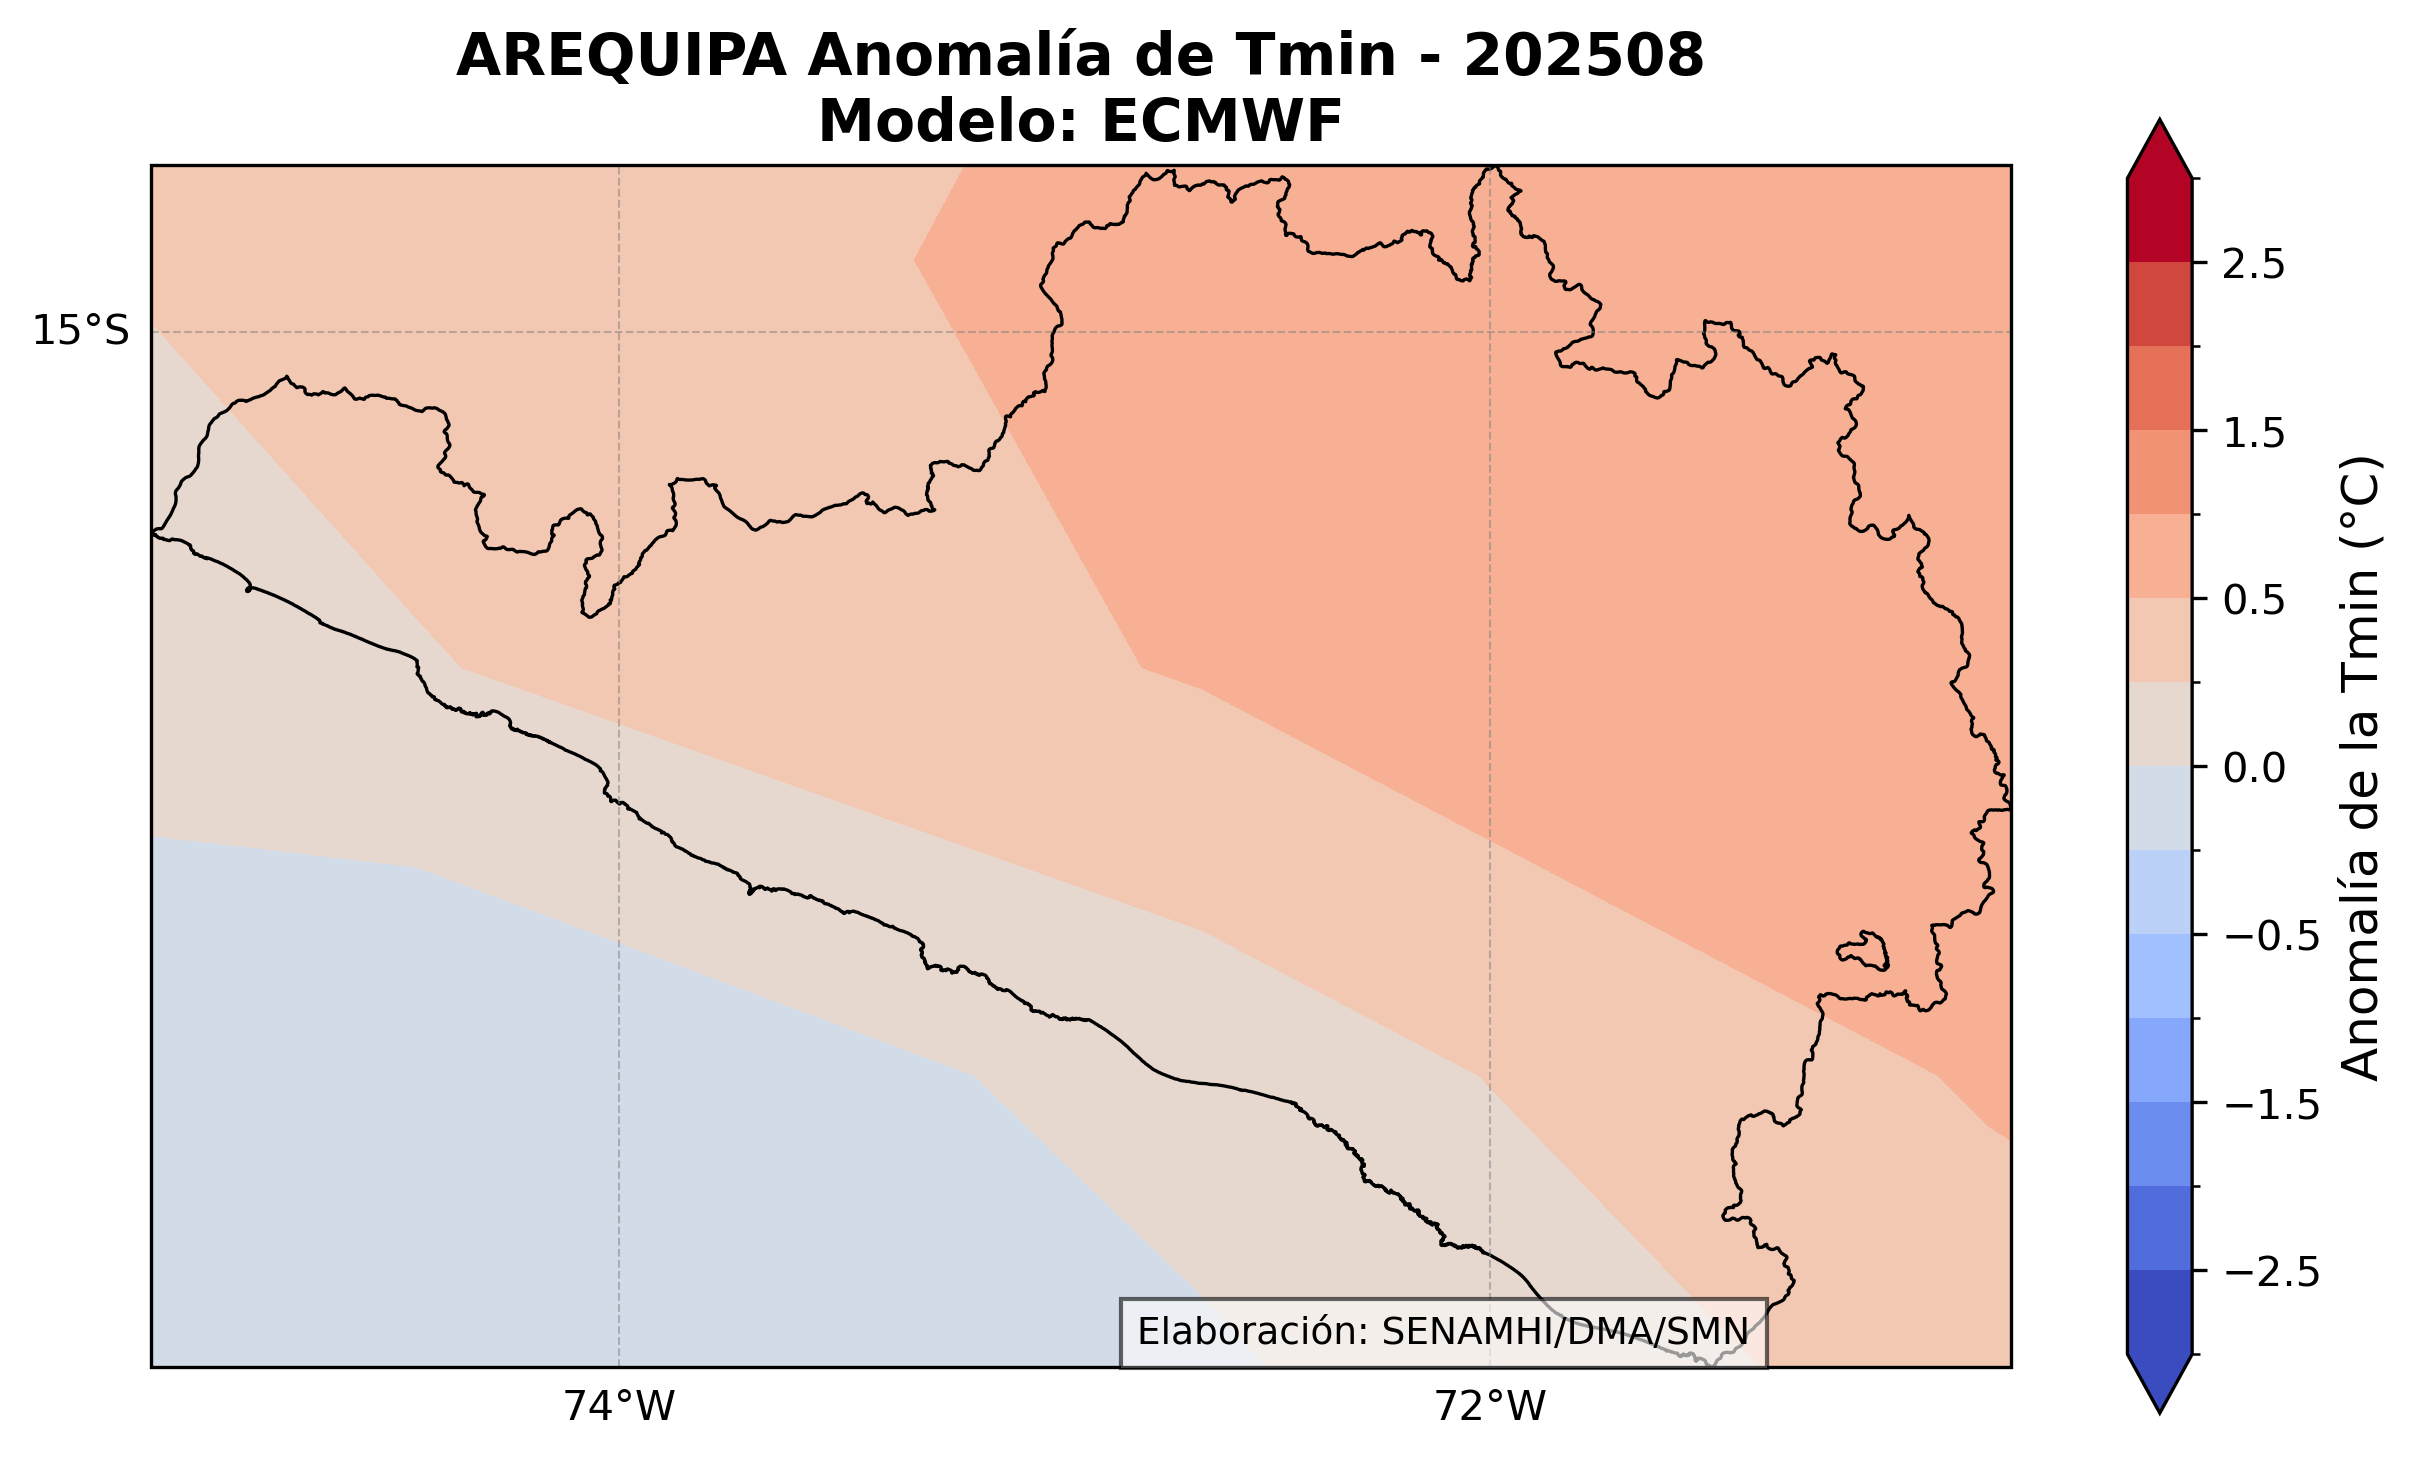 AREQUIPA Anomalía de Tmin - 202508
Modelo: ECMWF
15°S
74°W
72°W
Elaboración: SENAMHI/DMA/SMN
2.5
1.5
0.5
0.0
−0.5
−1.5
−2.5
Anomalía de la Tmin (°C)